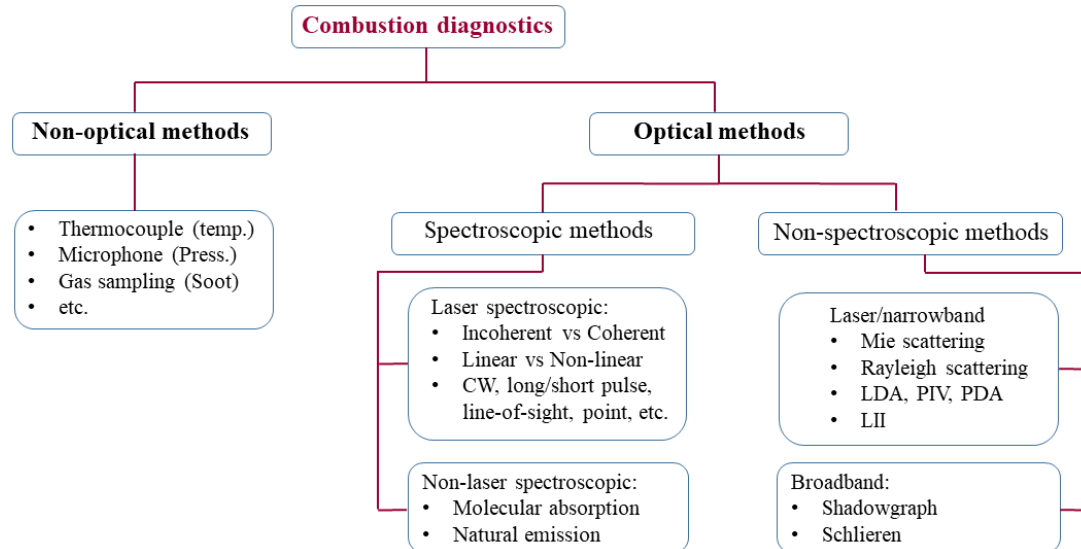 Combustion diagnostics
Non-optical methods
Optical methods
• Thermocouple (temp.)
• Microphone (Press.)
• Gas sampling (Soot)
• etc.
Spectroscopic methods
Non-spectroscopic methods
Laser spectroscopic:
• Incoherent vs Coherent
• Linear vs Non-linear
• CW, long/short pulse,
line-of-sight, point, etc.
Laser/narrowband
• Mie scattering
• Rayleigh scattering
• LDA, PIV, PDA
• LII
Non-laser spectroscopic:
• Molecular absorption
• Natural emission
Broadband:
• Shadowgraph
• Schlieren